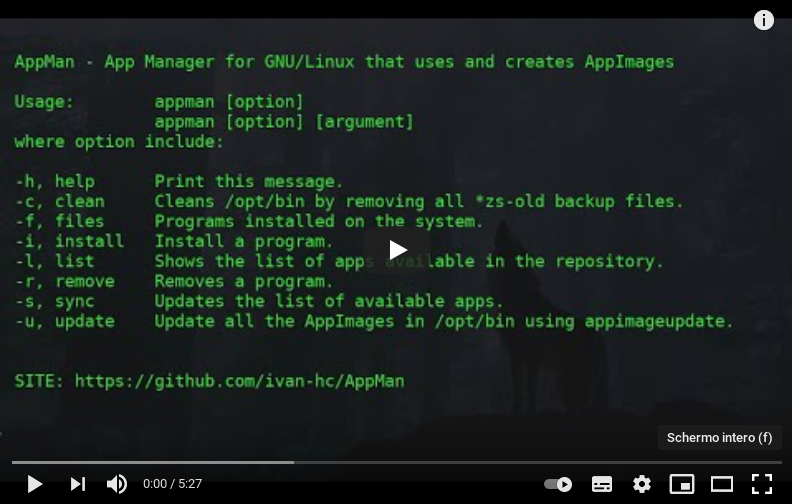 AppMan - App Manager for GNU/Linux that uses and creates AppImages
Usage: appman [option]
appman [option] [argument]
where option include:
-h, help Print this message.
-c, clean Cleans /opt/bin by removing all *zs-old backup files.
-f, files Programs installed on the system.
-i, install Install a program.
-l, list Shows the list of apps available in the repository.
-r, remove Removes a program.
-s, sync Updates the list of available apps.
-u, update Update all the AppImages in /opt/bin using appimageupdate.
SITE: https://github.com/ivan-hc/AppMan
Schermo intero (f)
0:00 / 5:27